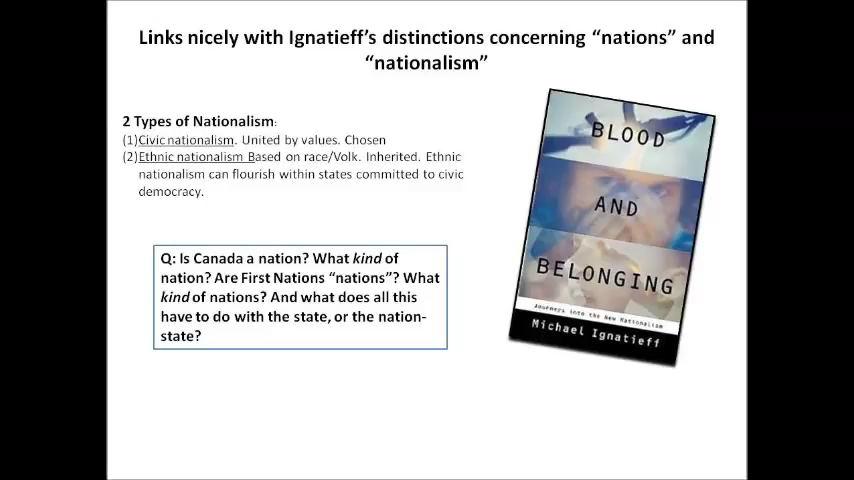 Links nicely with Ignatieff's distinctions concerning "nations" and
"nationalism"
2 Types of Nationalism:
(1)Civic nationalism. United by values. Chosen
(2)Ethnic nationalism Based on race/Volk. Inherited. Ethnic
nationalism can flourish within states committed to civic
democracy.
Q: Is Canada a nation? What kind of
nation? Are First Nations "nations"? What
kind of nations? And what does all this
have to do with the state, or the nation-
state?
BLOOD
AND
BELONGING
Journeys into the New Nationalism
Michael Ignatieff